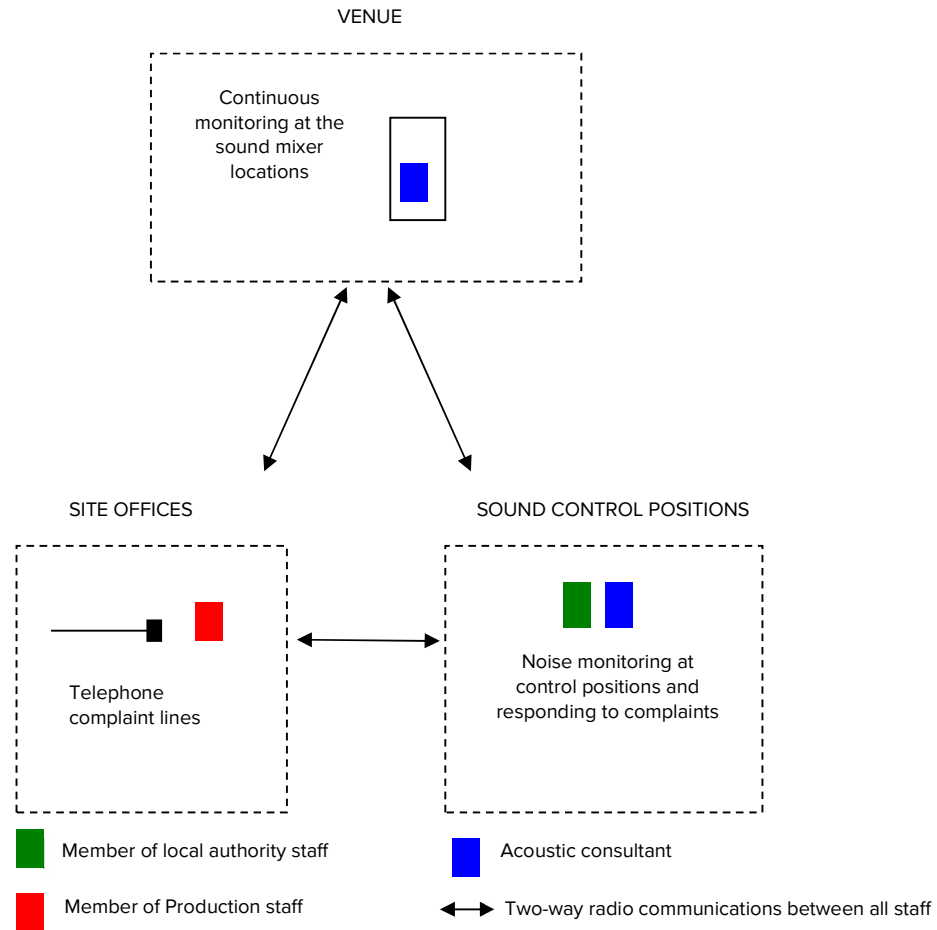 VENUE
Continuous
monitoring at the
sound mixer
locations
SITE OFFICES
SOUND CONTROL POSITIONS
Telephone
complaint lines
Noise monitoring at
control positions and
responding to complaints
Member of local authority staff
Acoustic consultant
Member of Production staff
Two-way radio communications between all staff